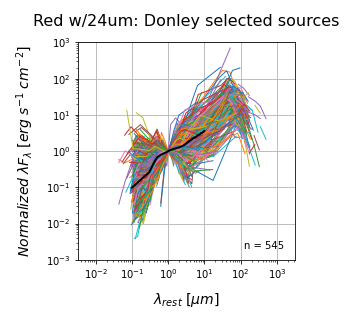 Red w/24um: Donley selected sources
Normalized λF_λ [erg s⁻¹ cm⁻²]
10³
10²
10¹
10⁰
10⁻¹
10⁻²
10⁻³
n = 545
10⁻² 10⁻¹ 10⁰ 10¹ 10² 10³
λ_rest [μm]